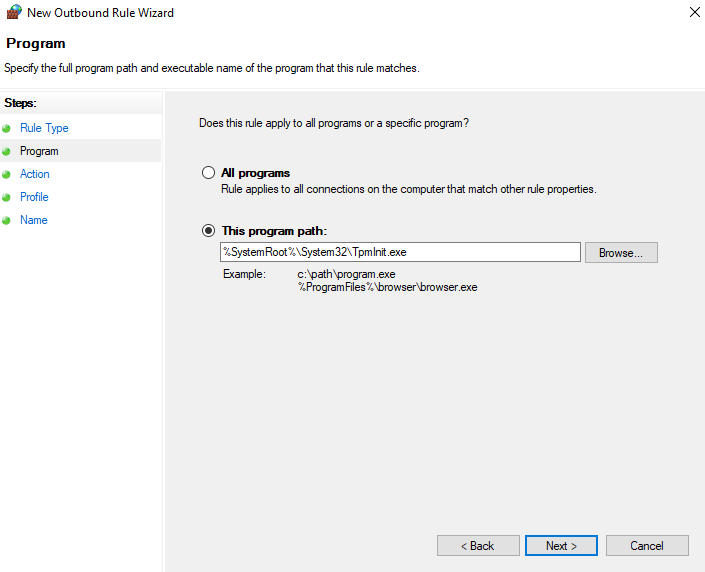 New Outbound Rule Wizard
Program
Specify the full program path and executable name of the program that this rule matches.
Steps:
Rule Type
Program
Action
Profile
Name
Does this rule apply to all programs or a specific program?
All programs
Rule applies to all connections on the computer that match other rule properties.
This program path:
%SystemRoot%\System32\TpmInit.exe
Browse...
Example: c:\path\program.exe
%ProgramFiles%\browser\browser.exe
< Back Next > Cancel